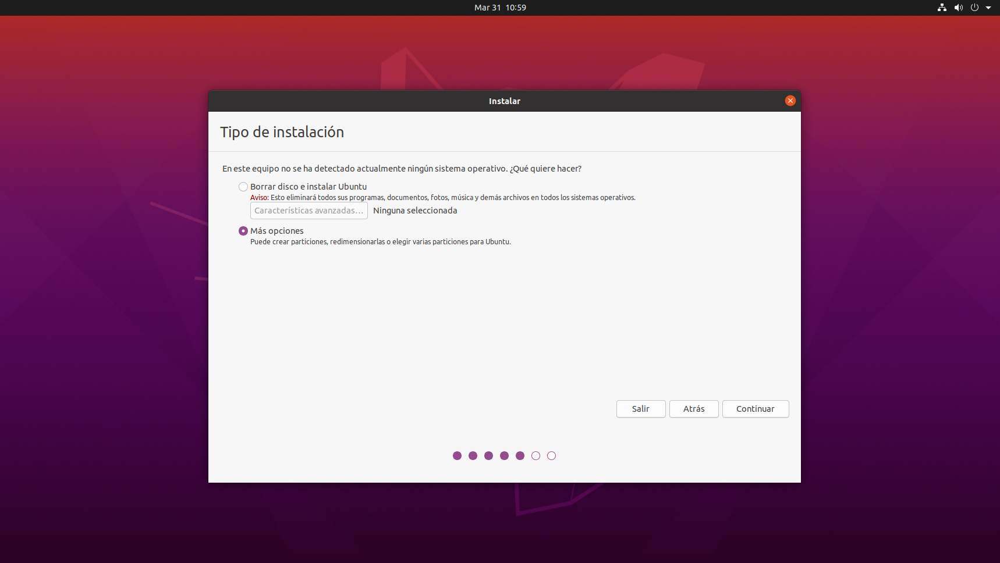 Mar 31 10:59
Instalar
Tipo de instalación
En este equipo no se ha detectado actualmente ningún sistema operativo. ¿Qué quiere hacer?
Borrar disco e instalar Ubuntu
Aviso: Esto eliminará todos sus programas, documentos, fotos, música y demás archivos en todos los sistemas operativos.
Características avanzadas... Ninguna seleccionada
Más opciones
Puede crear particiones, redimensionarlas o elegir varias particiones para Ubuntu.
Salir Atrás Continuar